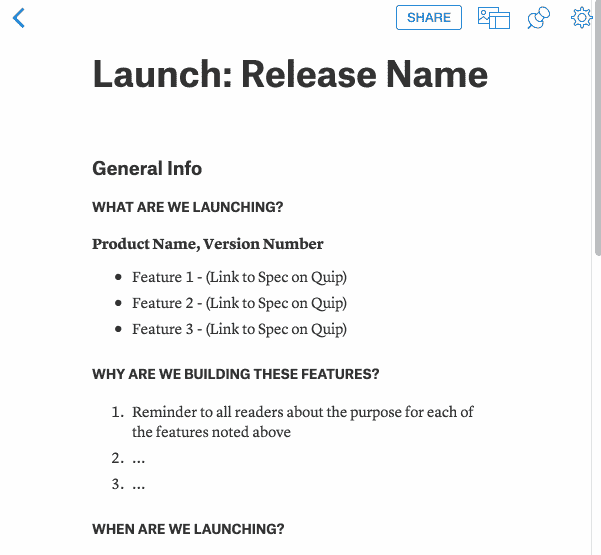 SHARE
Launch: Release Name
General Info
WHAT ARE WE LAUNCHING?
Product Name, Version Number
• Feature 1 - (Link to Spec on Quip)
• Feature 2 - (Link to Spec on Quip)
• Feature 3 - (Link to Spec on Quip)
WHY ARE WE BUILDING THESE FEATURES?
1. Reminder to all readers about the purpose for each of
the features noted above
2. ...
3. ...
WHEN ARE WE LAUNCHING?